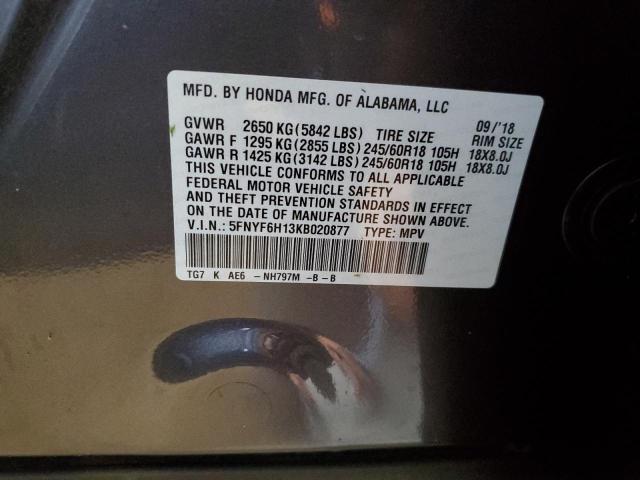 MFD. BY HONDA MFG. OF ALABAMA, LLC
09/'18
GVWR 2650 KG(5842 LBS) TIRE SIZE RIM SIZE
GAWR F 1295 KG(2855 LBS) 245/60R18 105H 18X8.0J
GAWR R 1425 KG(3142 LBS) 245/60R18 105H 18X8.0J
THIS VEHICLE CONFORMS TO ALL APPLICABLE
FEDERAL MOTOR VEHICLE SAFETY
AND THEFT PREVENTION STANDARDS IN EFFECT
ON THE DATE OF MANUFACTURE SHOWN ABOVE.
V.I.N.: 5FNYF6H13KB020877 TYPE: MPV
TG7 K AE6 -NH797M -B -B